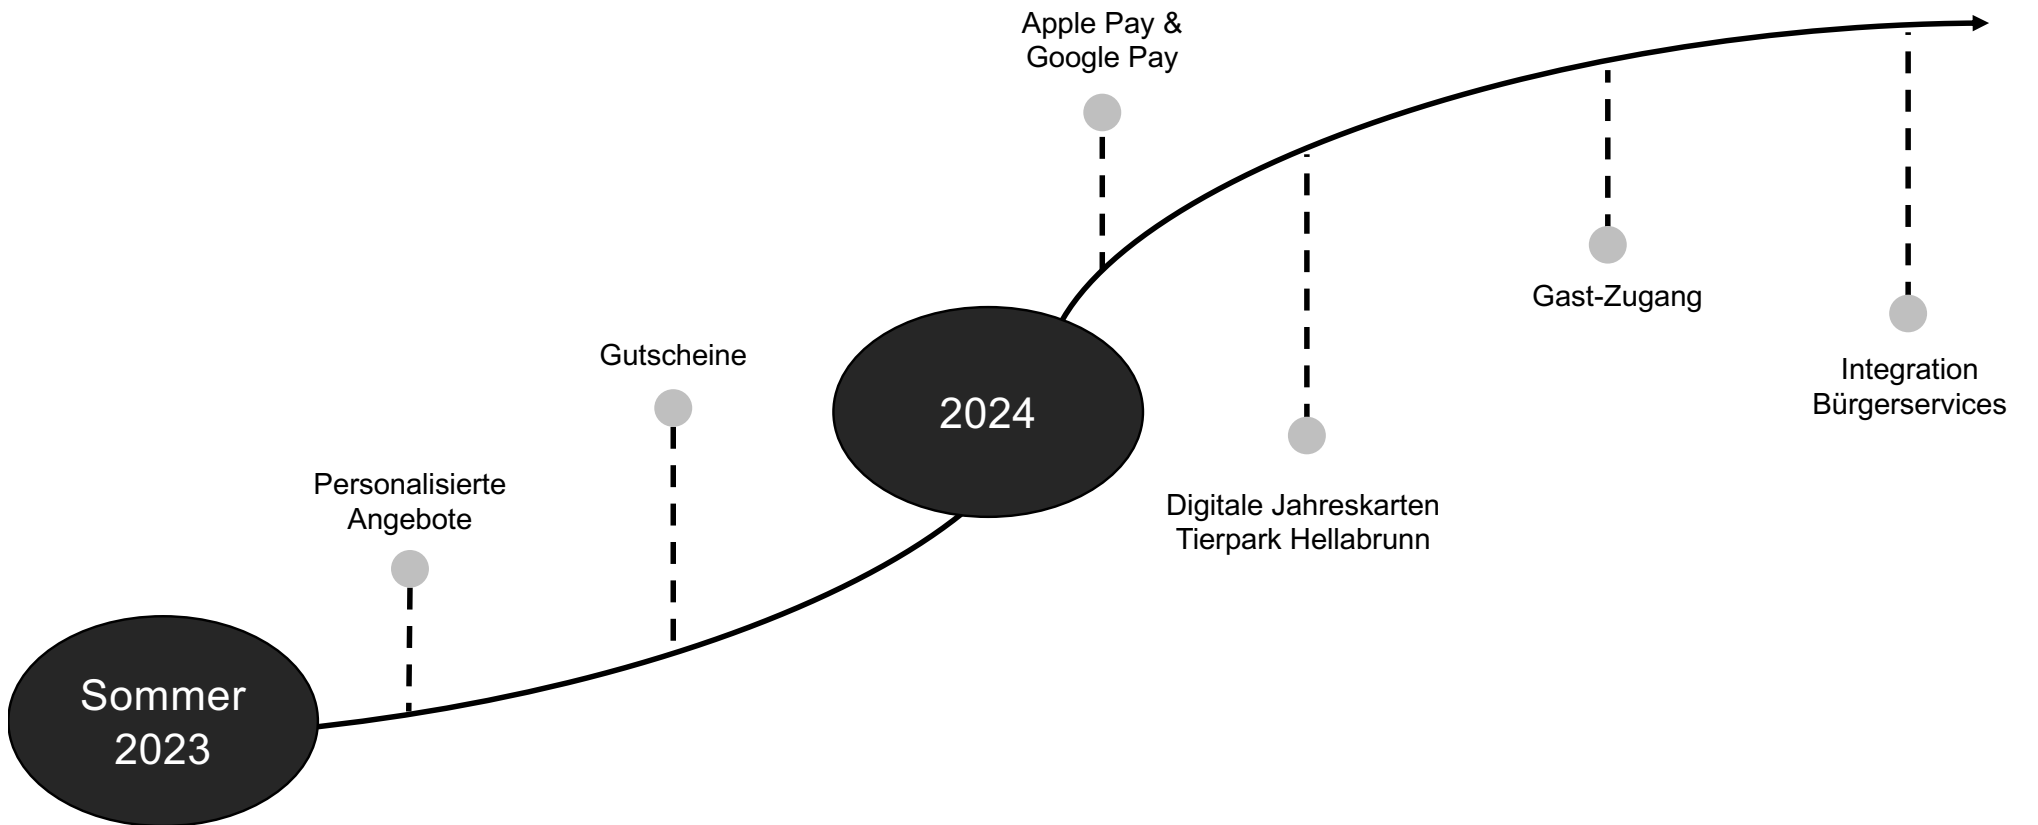 Sommer
2023
Personalisierte
Angebote
Gutscheine
2024
Apple Pay &
Google Pay
Digitale Jahreskarten
Tierpark Hellabrunn
Gast-Zugang
Integration
Bürgerservices